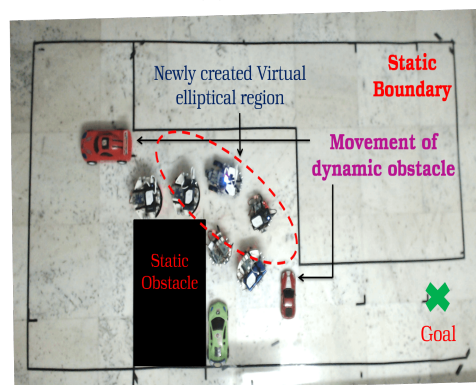 Static
Boundary
Newly created Virtual
elliptical region
Movement of
dynamic obstacle
Static
Obstacle
Goal